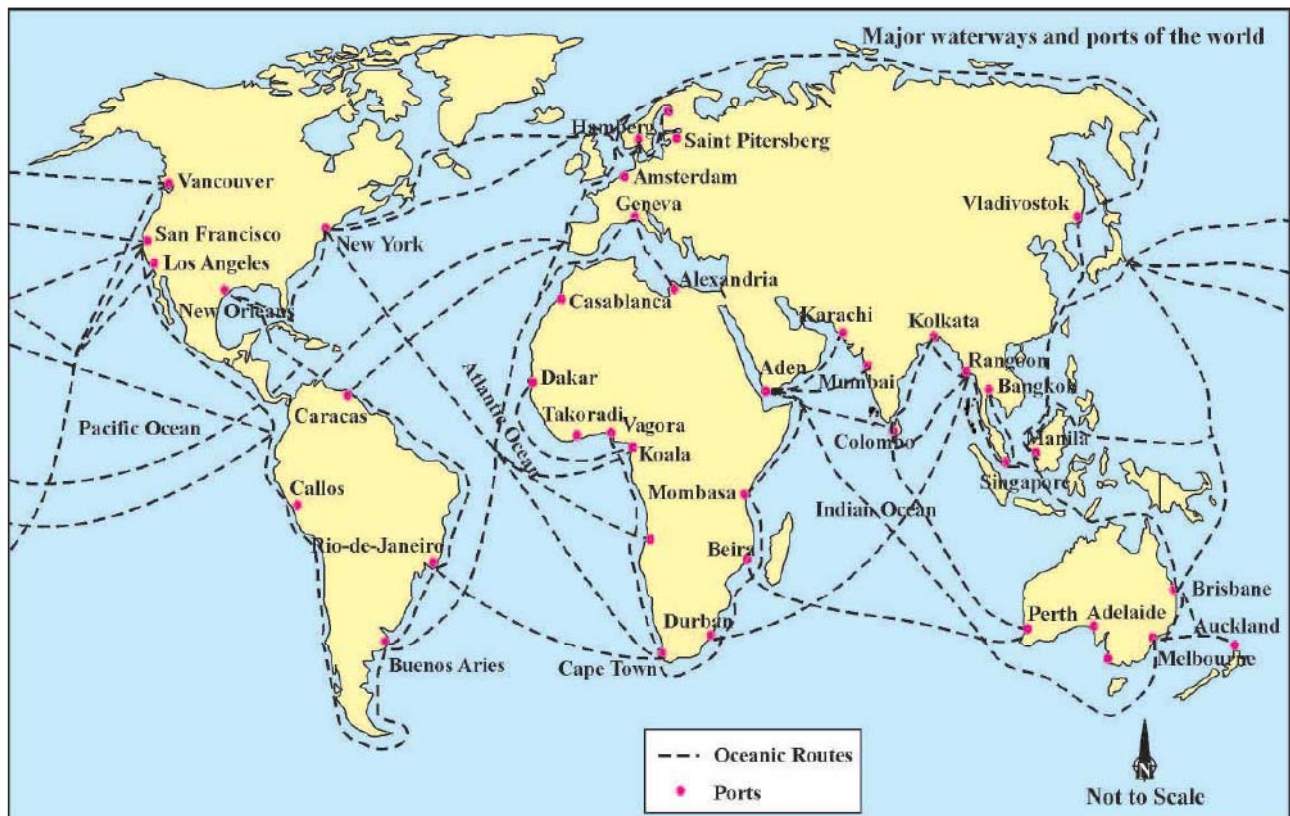 Major waterways and ports of the world
Hamberg
Saint Pitersberg
Vancouver
Amsterdam
Geneva
Vladivostok
San Francisco
New York
Los Angeles
Alexandria
New Orleans
Casablanca
Karachi
Kolkata
Rangoon
Aden
Mumbai
Bangkok
Dakar
Caracas
Atlantic Ocean
Takoradi
Vagora
Pacific Ocean
Colombo
Manila
Koala
Singapore
Callos
Mombasa
Indian Ocean
Rio-de-Janeiro
Beira
Brisbane
Durban
Perth
Adelaide
Auckland
Buenos Aries
Cape Town
Melbourne
Oceanic Routes
Ports
N
Not to Scale